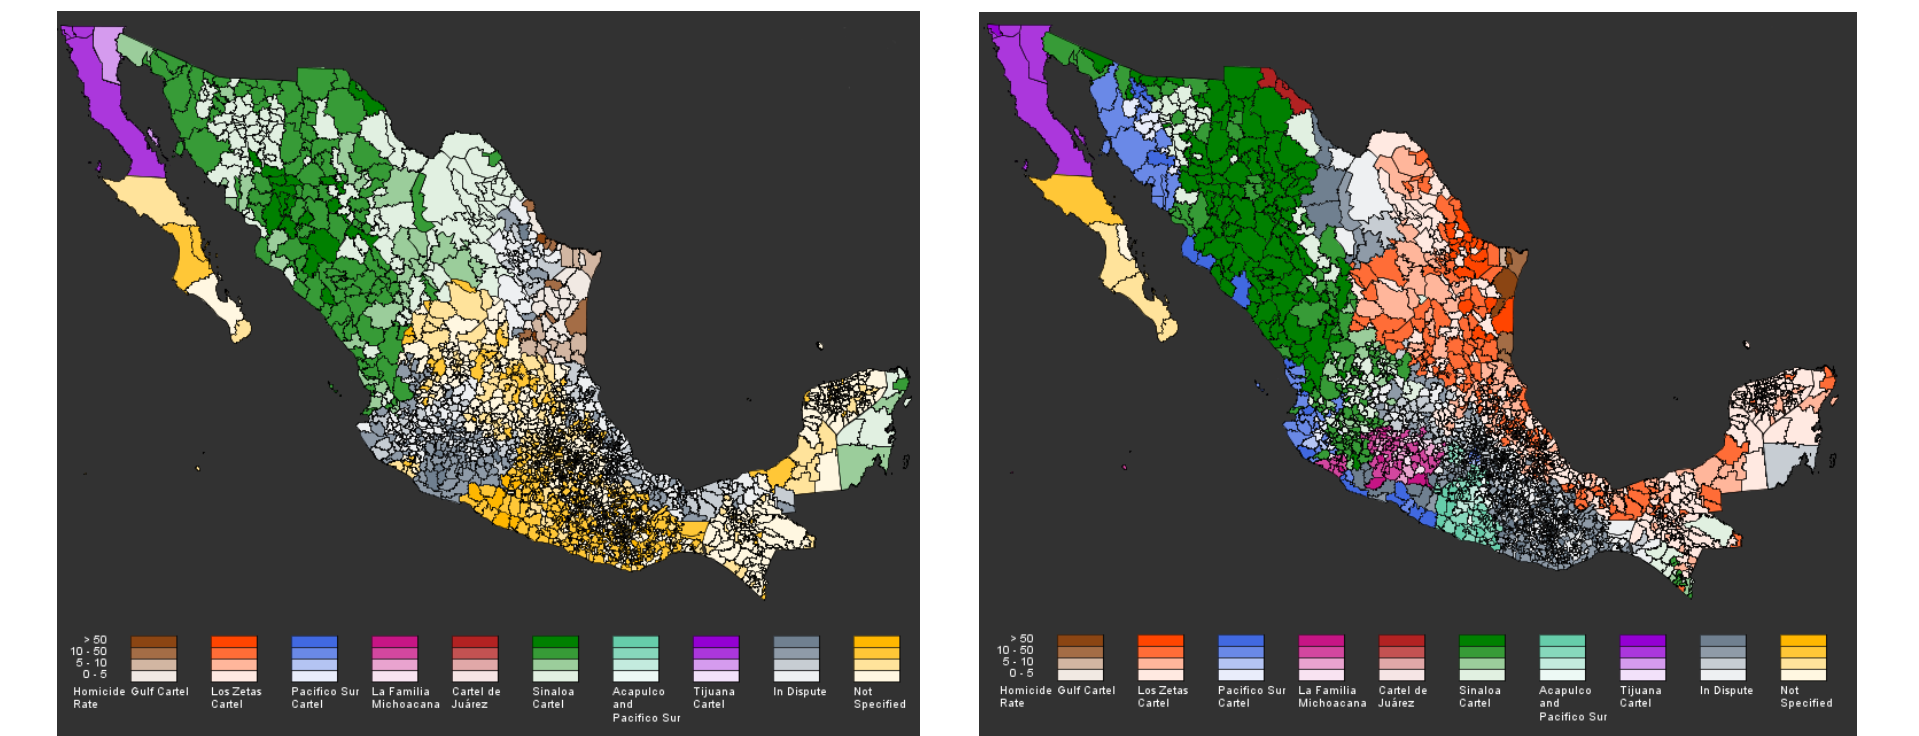 > 50
10 - 50
5 - 10
0 - 5
Homicide Rate
Gulf Cartel
Los Zetas Cartel
Pacifico Sur Cartel
La Familia Michoacana
Cartel de Juárez
Sinaloa Cartel
Acapulco and Pacifico Sur
Tijuana Cartel
In Dispute
Not Specified
> 50
10 - 50
5 - 10
0 - 5
Homicide Rate
Gulf Cartel
Los Zetas Cartel
Pacifico Sur Cartel
La Familia Michoacana
Cartel de Juárez
Sinaloa Cartel
Acapulco and Pacifico Sur
Tijuana Cartel
In Dispute
Not Specified